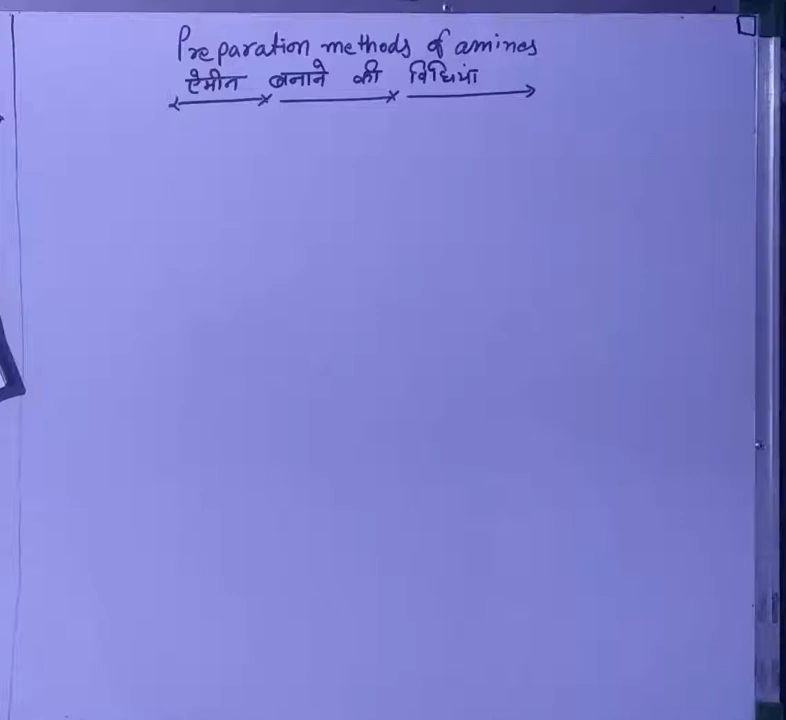 Preparation methods of amines
ऐमीन बनाने की विधियां